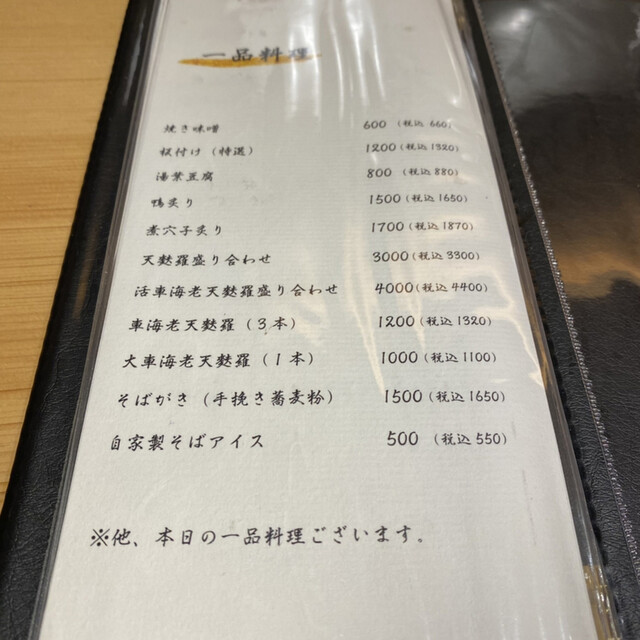 一品料理
焼き味噌 600 (税込 660)
板付け (特選) 1200 (税込 1320)
湯葉豆腐 800 (税込 880)
鴨炙り 1500 (税込 1650)
煮穴子炙り 1700 (税込 1870)
天麩羅盛り合わせ 3000 (税込 3300)
活車海老天麩羅盛り合わせ 4000 (税込 4400)
車海老天麩羅 (3本) 1200 (税込 1320)
大車海老天麩羅 (1本) 1000 (税込 1100)
そばがき (手挽き蕎麦粉) 1500 (税込 1650)
自家製そばアイス 500 (税込 550)
※他、本日の一品料理ございます。